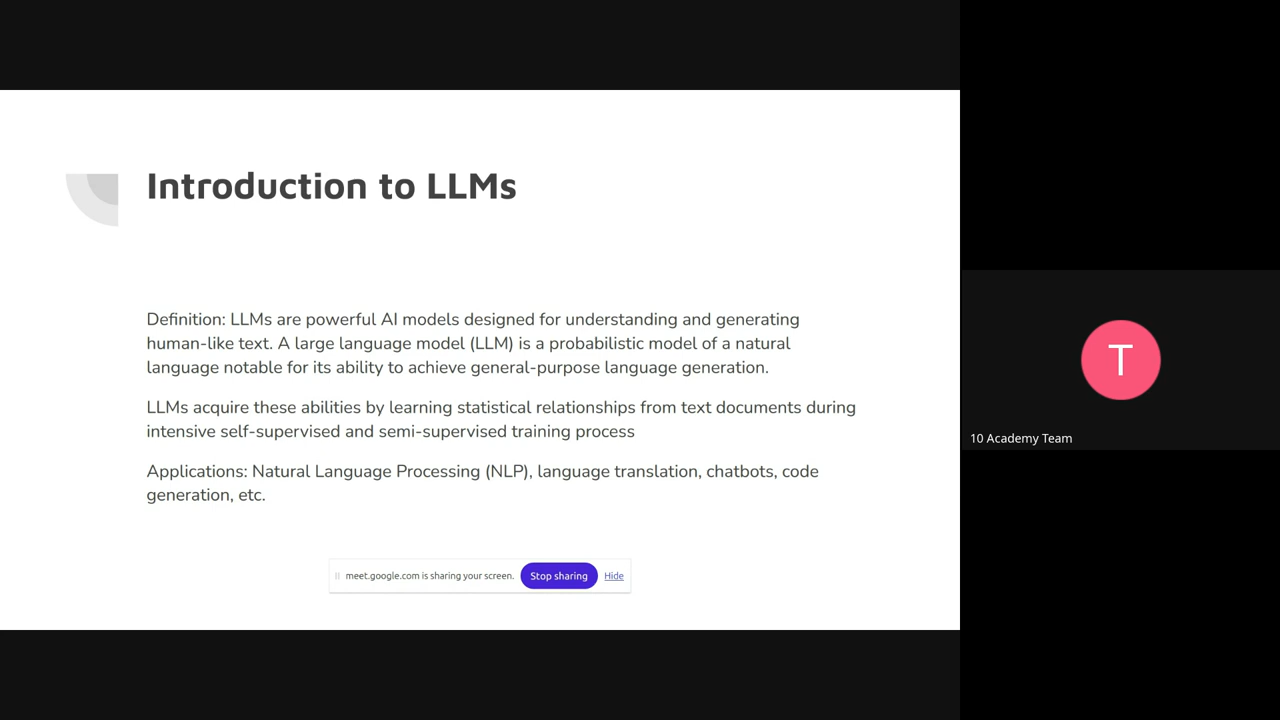 Introduction to LLMs
Definition: LLMs are powerful AI models designed for understanding and generating
human-like text. A large language model (LLM) is a probabilistic model of a natural
language notable for its ability to achieve general-purpose language generation.
LLMs acquire these abilities by learning statistical relationships from text documents during
intensive self-supervised and semi-supervised training process
Applications: Natural Language Processing (NLP), language translation, chatbots, code
generation, etc.
meet.google.com is sharing your screen. Stop sharing Hide
T
10 Academy Team